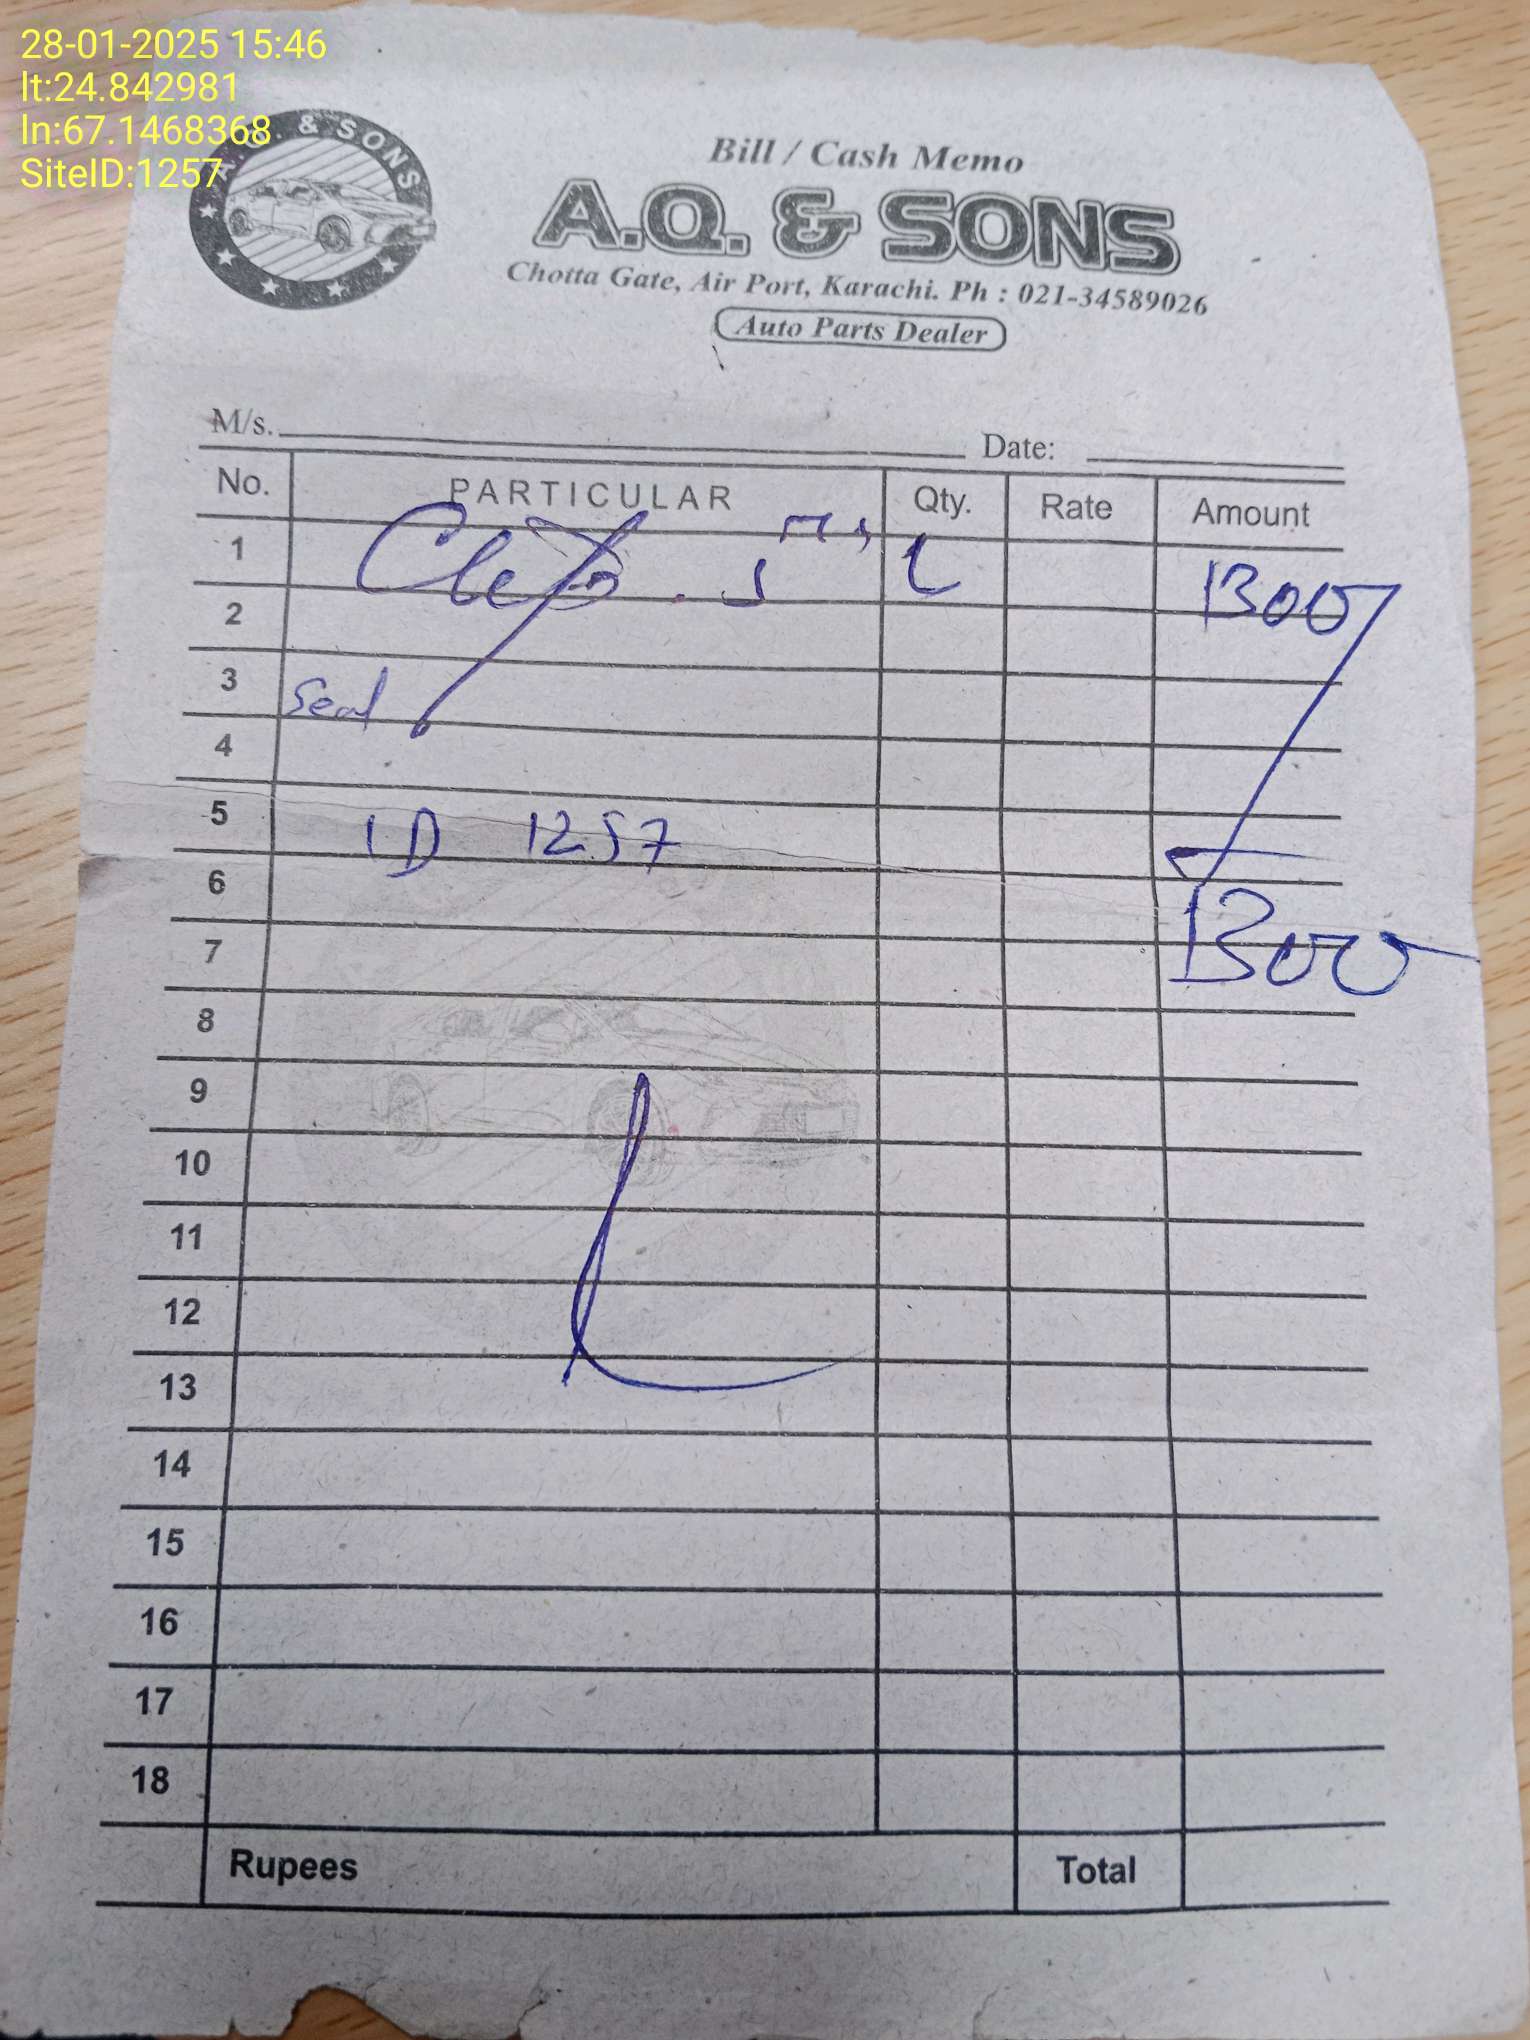 28-01-2025 15:46
lt:24.842981
ln:67.1468368
SiteID:1257
A.Q. & SONS
Bill / Cash Memo
A.Q. & SONS
Chotta Gate, Air Port, Karachi. Ph : 021-34589026
Auto Parts Dealer
M/s. Date:
No. PARTICULAR Qty. Rate Amount
1 1300
2
3 Seal
4
5 ID 1257
6
7 1300
8
9
10
11
12
13
14
15
16
17
18
Rupees Total